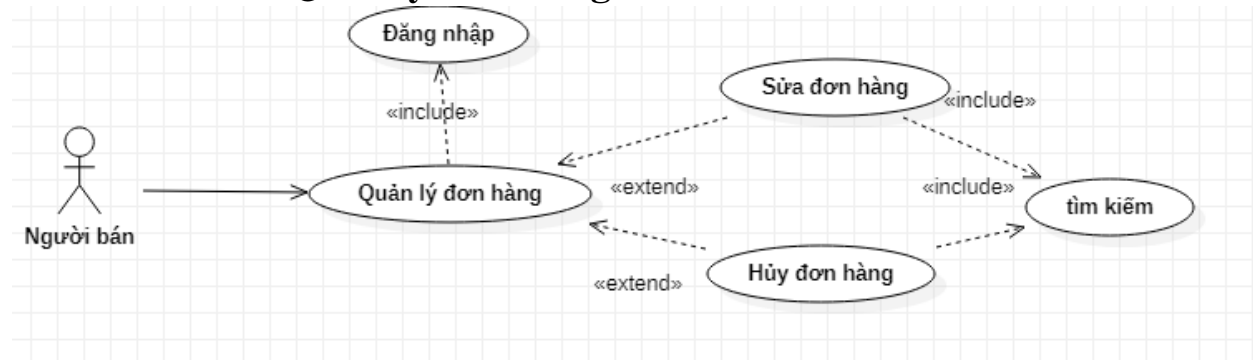 Đăng nhập
Sửa đơn hàng
«include»
«include»
Quản lý đơn hàng
«extend»
«include»
tìm kiếm
Người bán
Hủy đơn hàng
«extend»